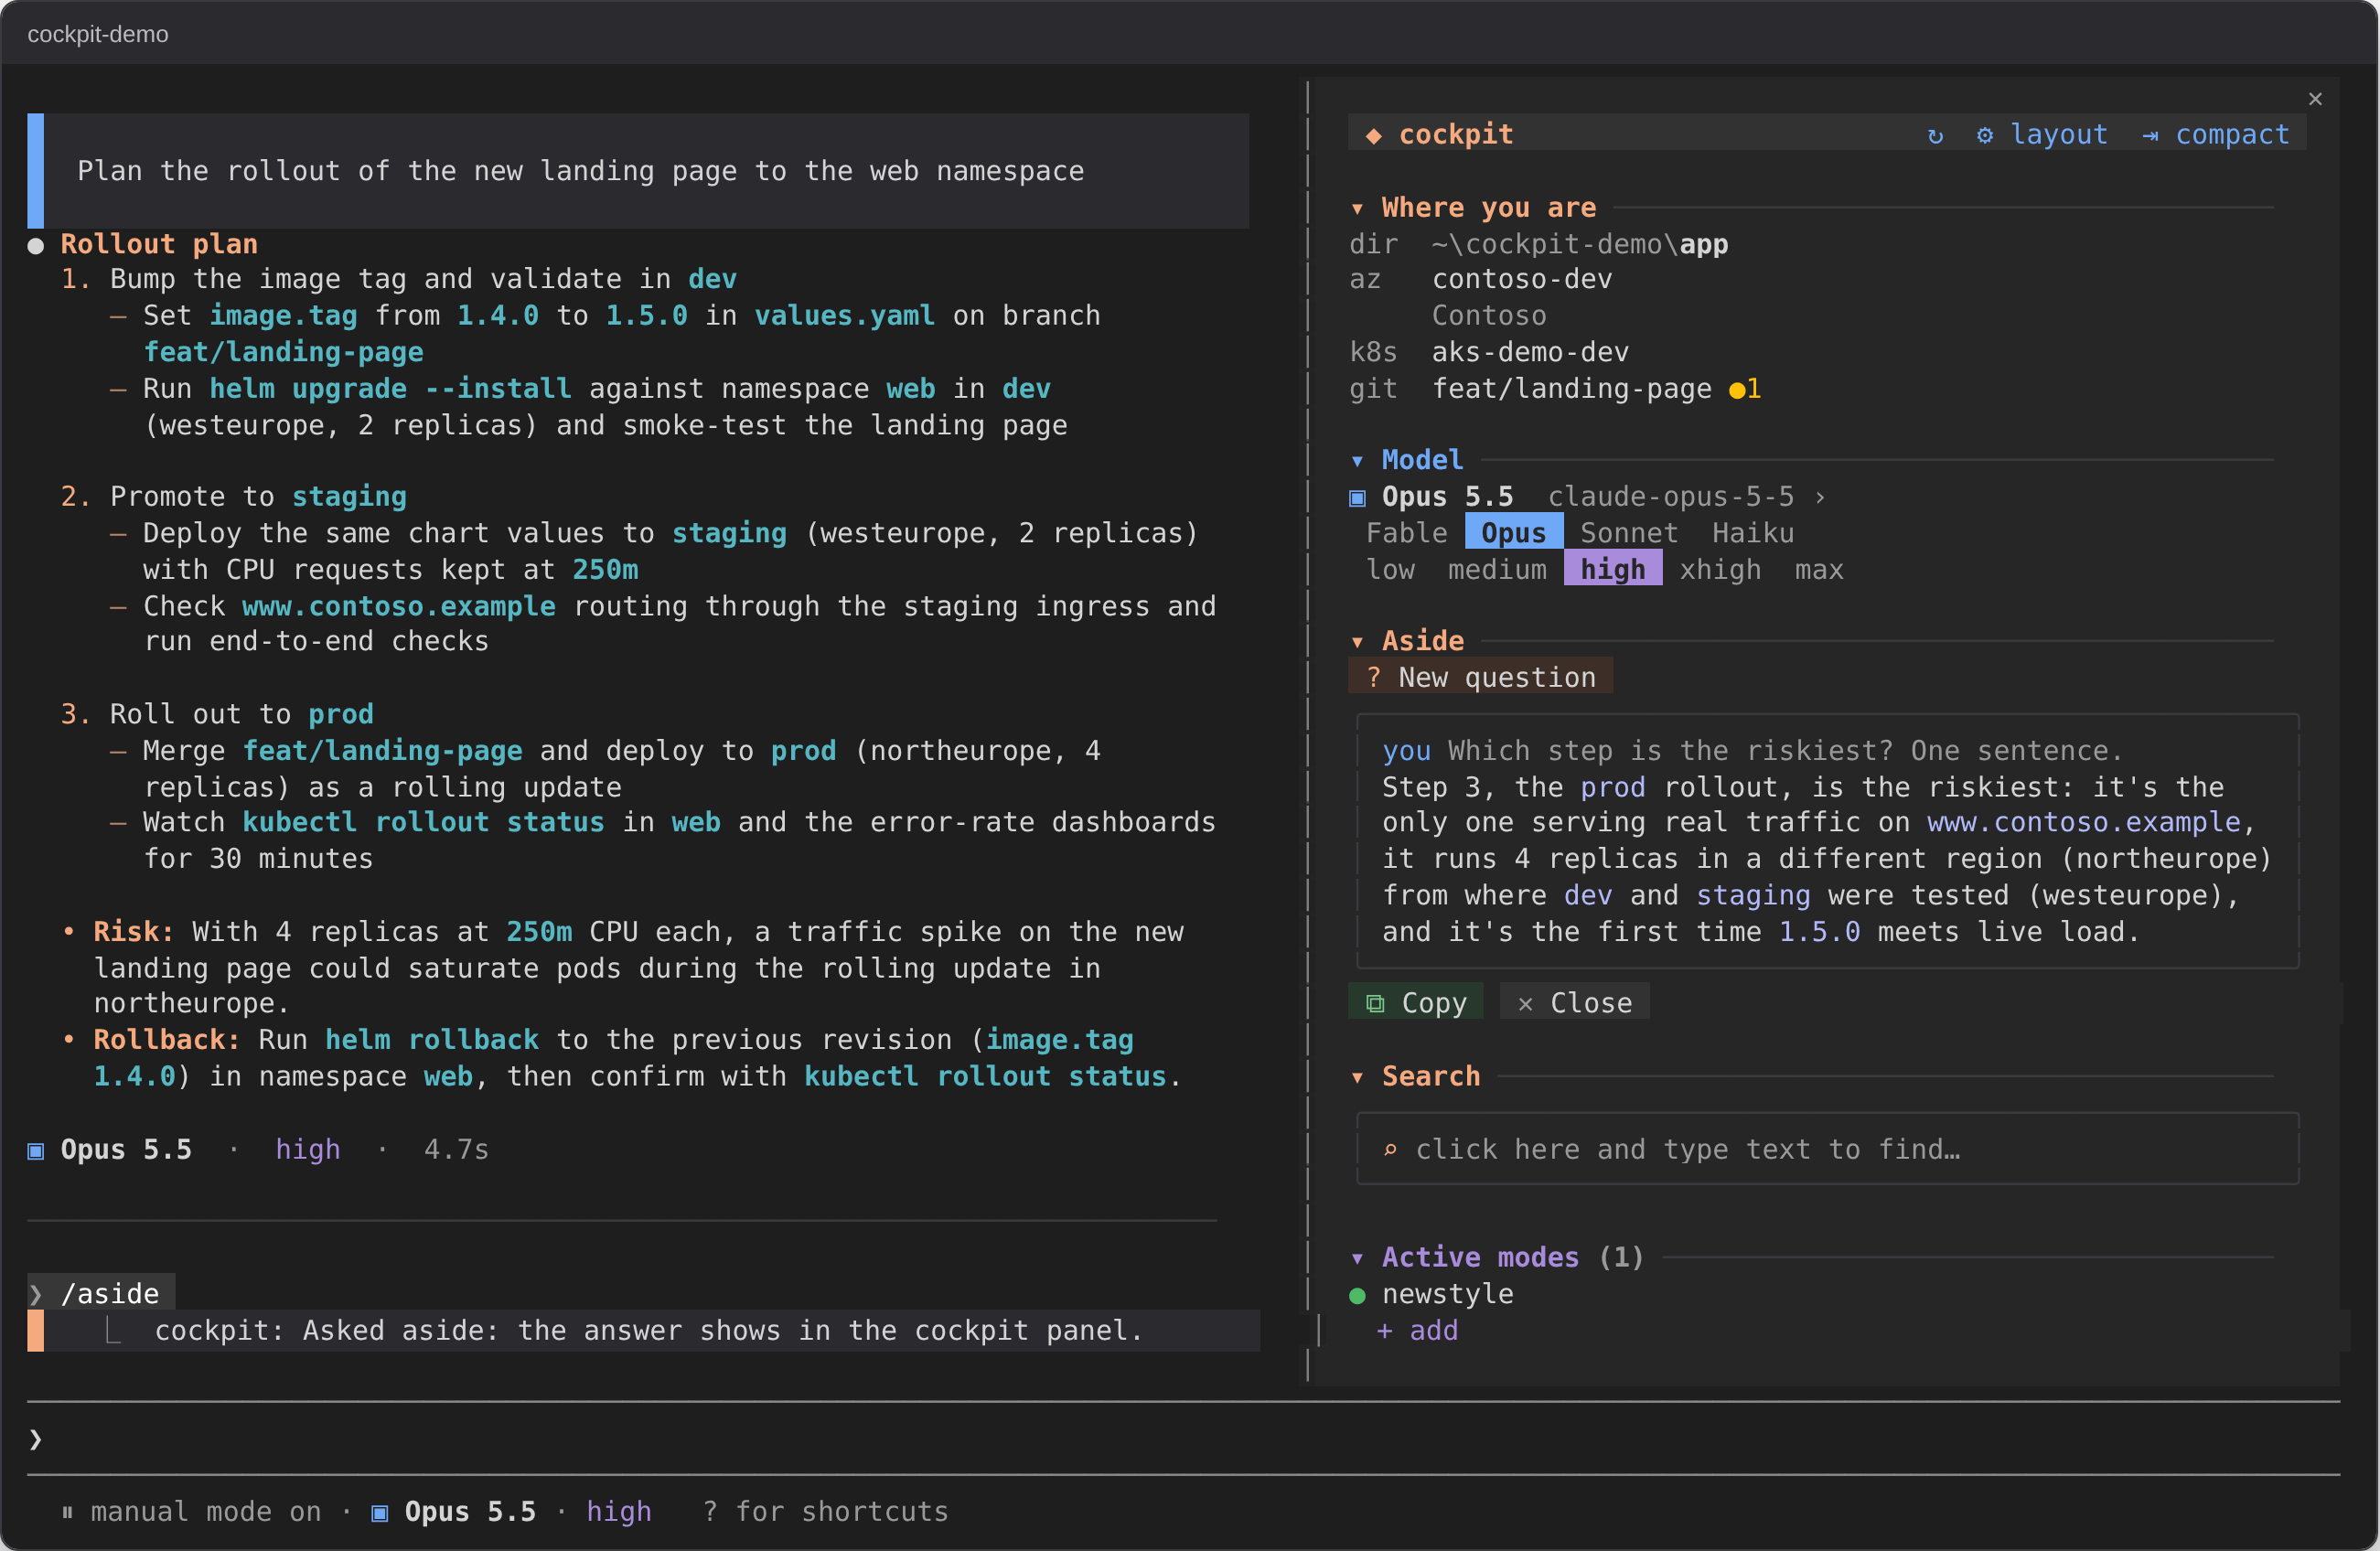 cockpit-demo
Plan the rollout of the new landing page to the web namespace
● Rollout plan
1. Bump the image tag and validate in dev
– Set image.tag from 1.4.0 to 1.5.0 in values.yaml on branch
feat/landing-page
– Run helm upgrade --install against namespace web in dev
(westeurope, 2 replicas) and smoke-test the landing page
2. Promote to staging
– Deploy the same chart values to staging (westeurope, 2 replicas)
with CPU requests kept at 250m
– Check www.contoso.example routing through the staging ingress and
run end-to-end checks
3. Roll out to prod
– Merge feat/landing-page and deploy to prod (northeurope, 4
replicas) as a rolling update
– Watch kubectl rollout status in web and the error-rate dashboards
for 30 minutes
• Risk: With 4 replicas at 250m CPU each, a traffic spike on the new
landing page could saturate pods during the rolling update in
northeurope.
• Rollback: Run helm rollback to the previous revision (image.tag
1.4.0) in namespace web, then confirm with kubectl rollout status.
▣ Opus 5.5 · high · 4.7s
❯ /aside
⎿ cockpit: Asked aside: the answer shows in the cockpit panel.
×
◆ cockpit ↻ ⚙ layout ⇥ compact
▾ Where you are
dir ~\cockpit-demo\app
az contoso-dev
Contoso
k8s aks-demo-dev
git feat/landing-page ●1
▾ Model
▣ Opus 5.5 claude-opus-5-5 ›
Fable Opus Sonnet Haiku
low medium high xhigh max
▾ Aside
? New question
you Which step is the riskiest? One sentence.
Step 3, the prod rollout, is the riskiest: it's the
only one serving real traffic on www.contoso.example,
it runs 4 replicas in a different region (northeurope)
from where dev and staging were tested (westeurope),
and it's the first time 1.5.0 meets live load.
⧉ Copy × Close
▾ Search
⌕ click here and type text to find…
▾ Active modes (1)
● newstyle
+ add
❯
⏸ manual mode on · ▣ Opus 5.5 · high ? for shortcuts